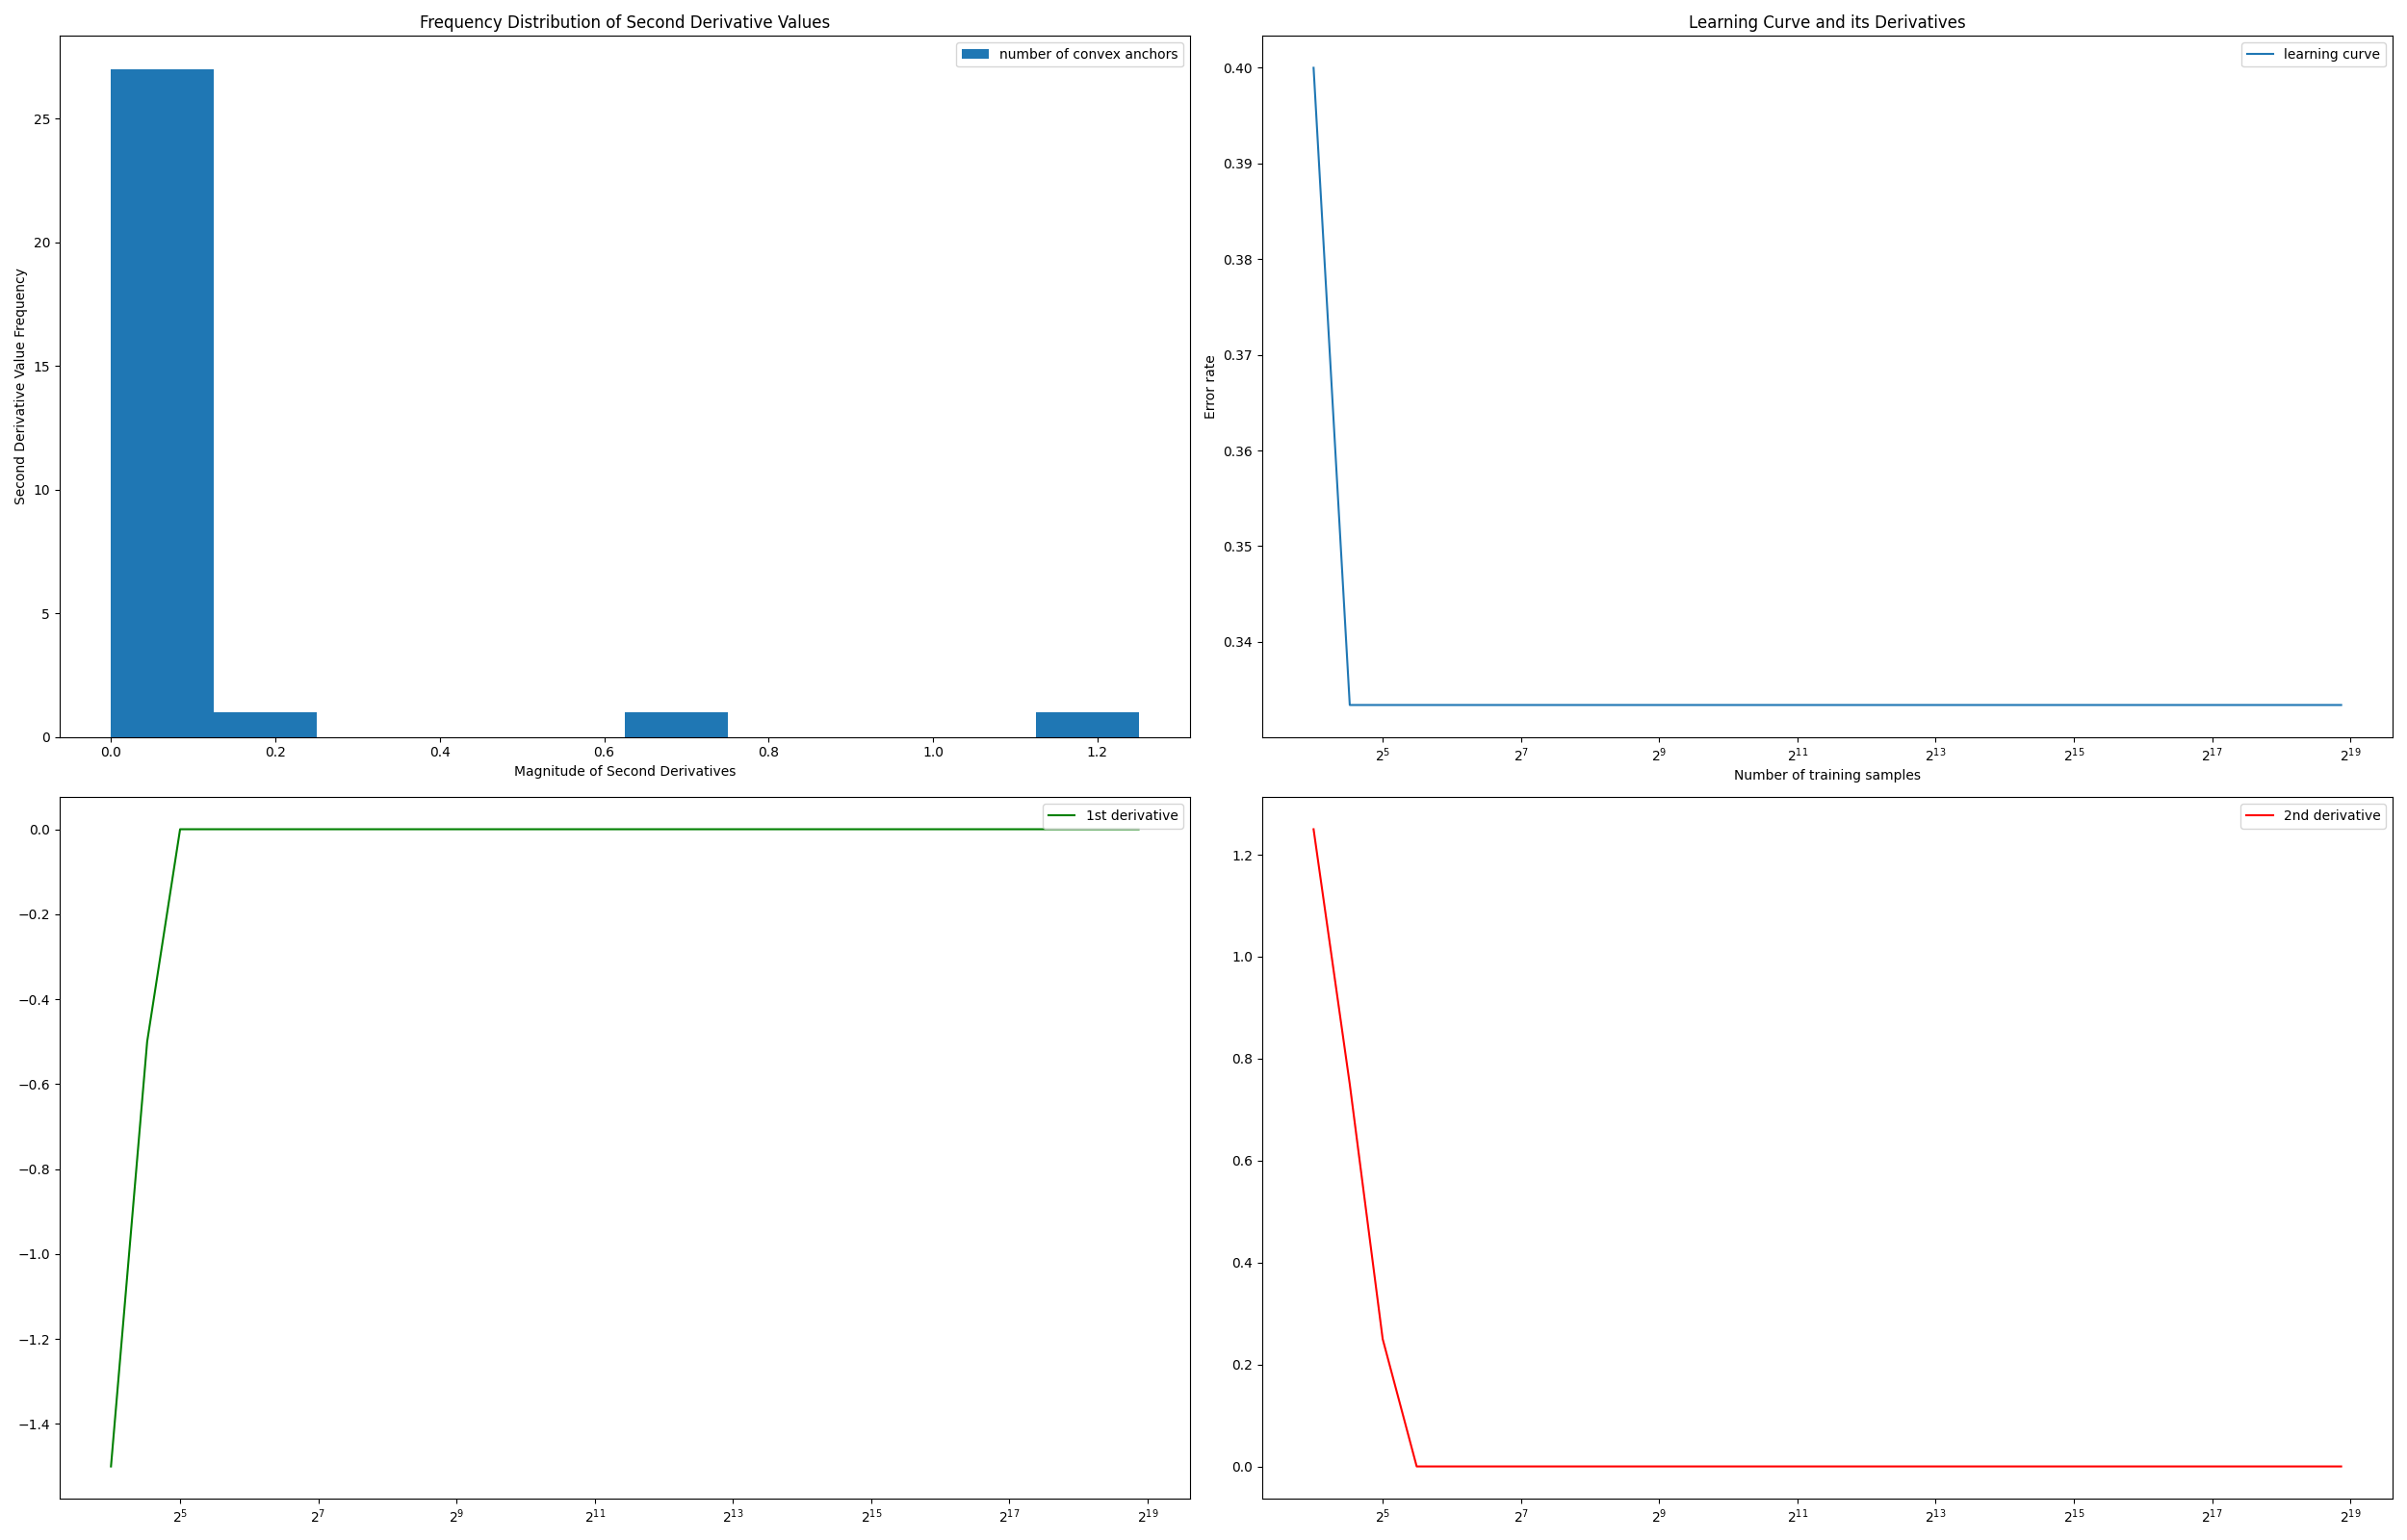 Frequency Distribution of Second Derivative Values
number of convex anchors
Second Derivative Value Frequency
25
20
15
10
5
0
0.0 0.2 0.4 0.6 0.8 1.0 1.2
Magnitude of Second Derivatives
Learning Curve and its Derivatives
learning curve
Error rate
0.40
0.39
0.38
0.37
0.36
0.35
0.34
2^5 2^7 2^9 2^11 2^13 2^15 2^17 2^19
Number of training samples
1st derivative
0.0
−0.2
−0.4
−0.6
−0.8
−1.0
−1.2
−1.4
2^5 2^7 2^9 2^11 2^13 2^15 2^17 2^19
2nd derivative
1.2
1.0
0.8
0.6
0.4
0.2
0.0
2^5 2^7 2^9 2^11 2^13 2^15 2^17 2^19